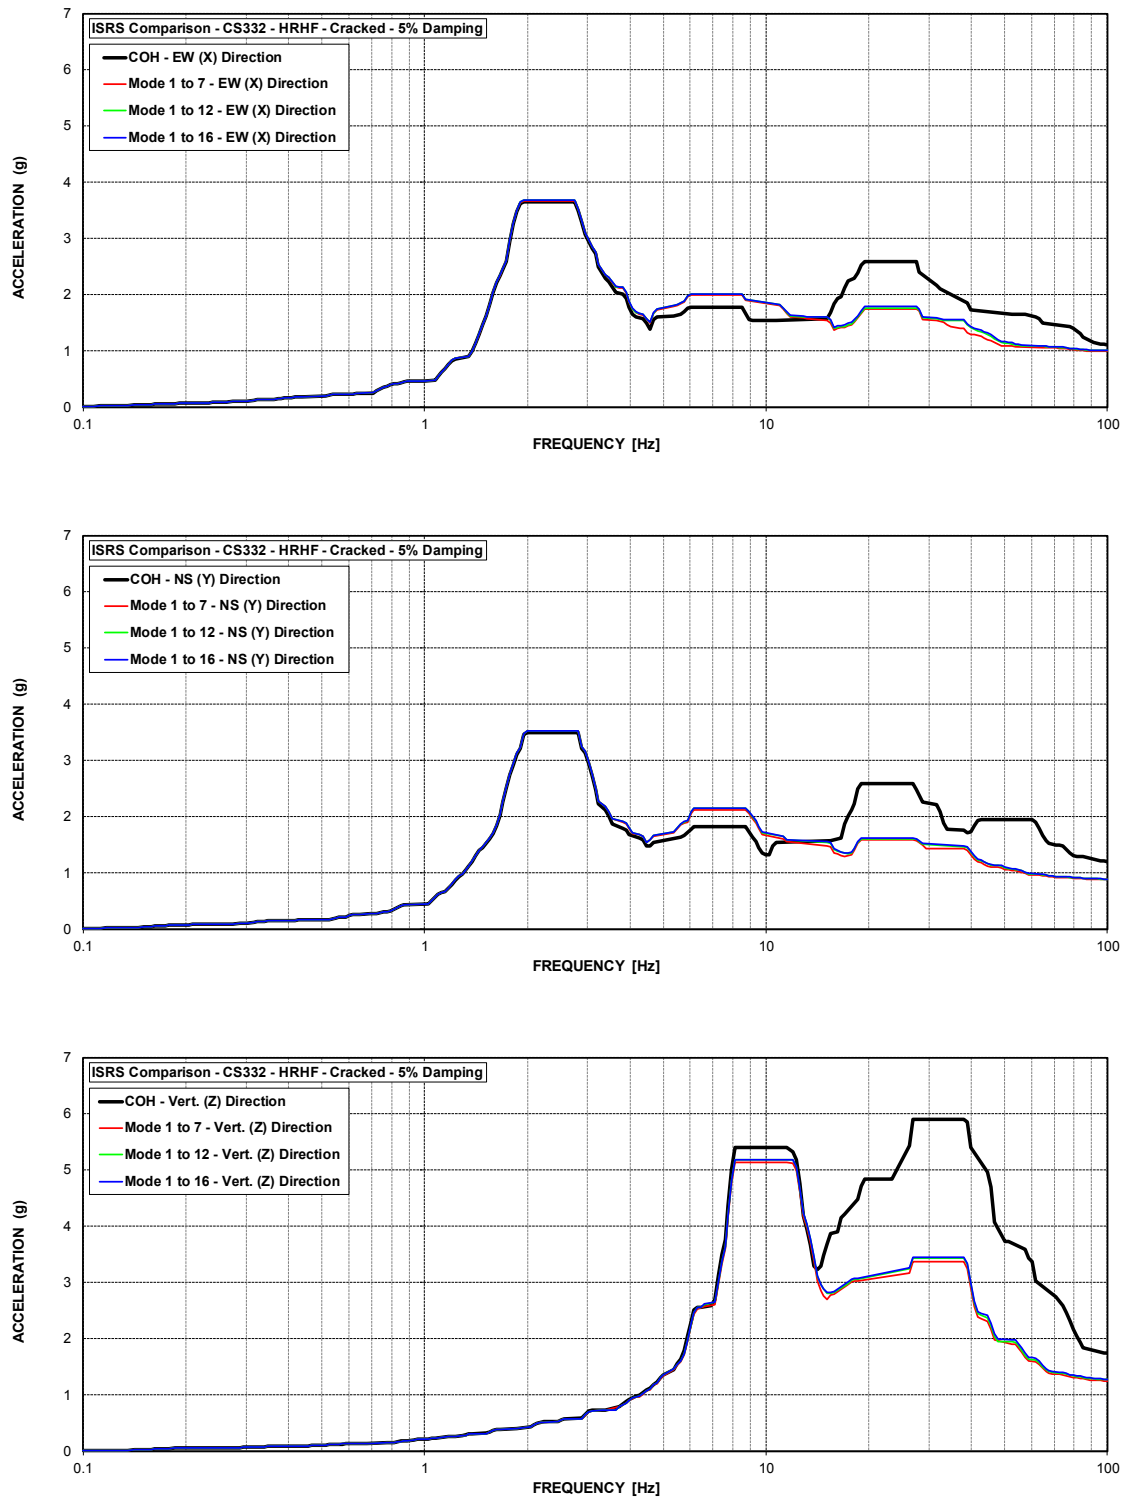 ISRS Comparison - CS332 - HRHF - Cracked - 5% Damping
COH - EW (X) Direction
Mode 1 to 7 - EW (X) Direction
Mode 1 to 12 - EW (X) Direction
Mode 1 to 16 - EW (X) Direction
ACCELERATION (g)
7
6
5
4
3
2
1
0
0.1
1
10
100
FREQUENCY [Hz]
ISRS Comparison - CS332 - HRHF - Cracked - 5% Damping
COH - NS (Y) Direction
Mode 1 to 7 - NS (Y) Direction
Mode 1 to 12 - NS (Y) Direction
Mode 1 to 16 - NS (Y) Direction
ACCELERATION (g)
7
6
5
4
3
2
1
0
0.1
1
10
100
FREQUENCY [Hz]
ISRS Comparison - CS332 - HRHF - Cracked - 5% Damping
COH - Vert. (Z) Direction
Mode 1 to 7 - Vert. (Z) Direction
Mode 1 to 12 - Vert. (Z) Direction
Mode 1 to 16 - Vert. (Z) Direction
ACCELERATION (g)
7
6
5
4
3
2
1
0
0.1
1
10
100
FREQUENCY [Hz]